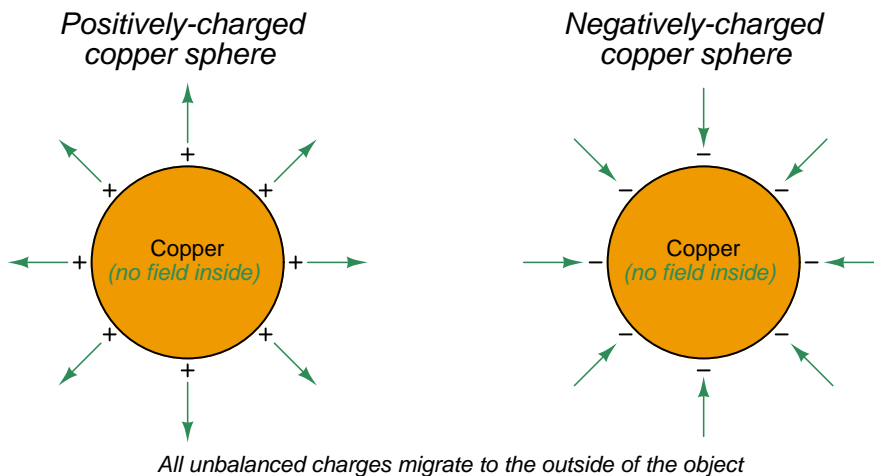 Positively-charged
copper sphere
+
+
+
Copper
(no field inside)
+
+
+
+
+
Negatively-charged
copper sphere
−
−
−
Copper
(no field inside)
−
−
−
−
−
All unbalanced charges migrate to the outside of the object